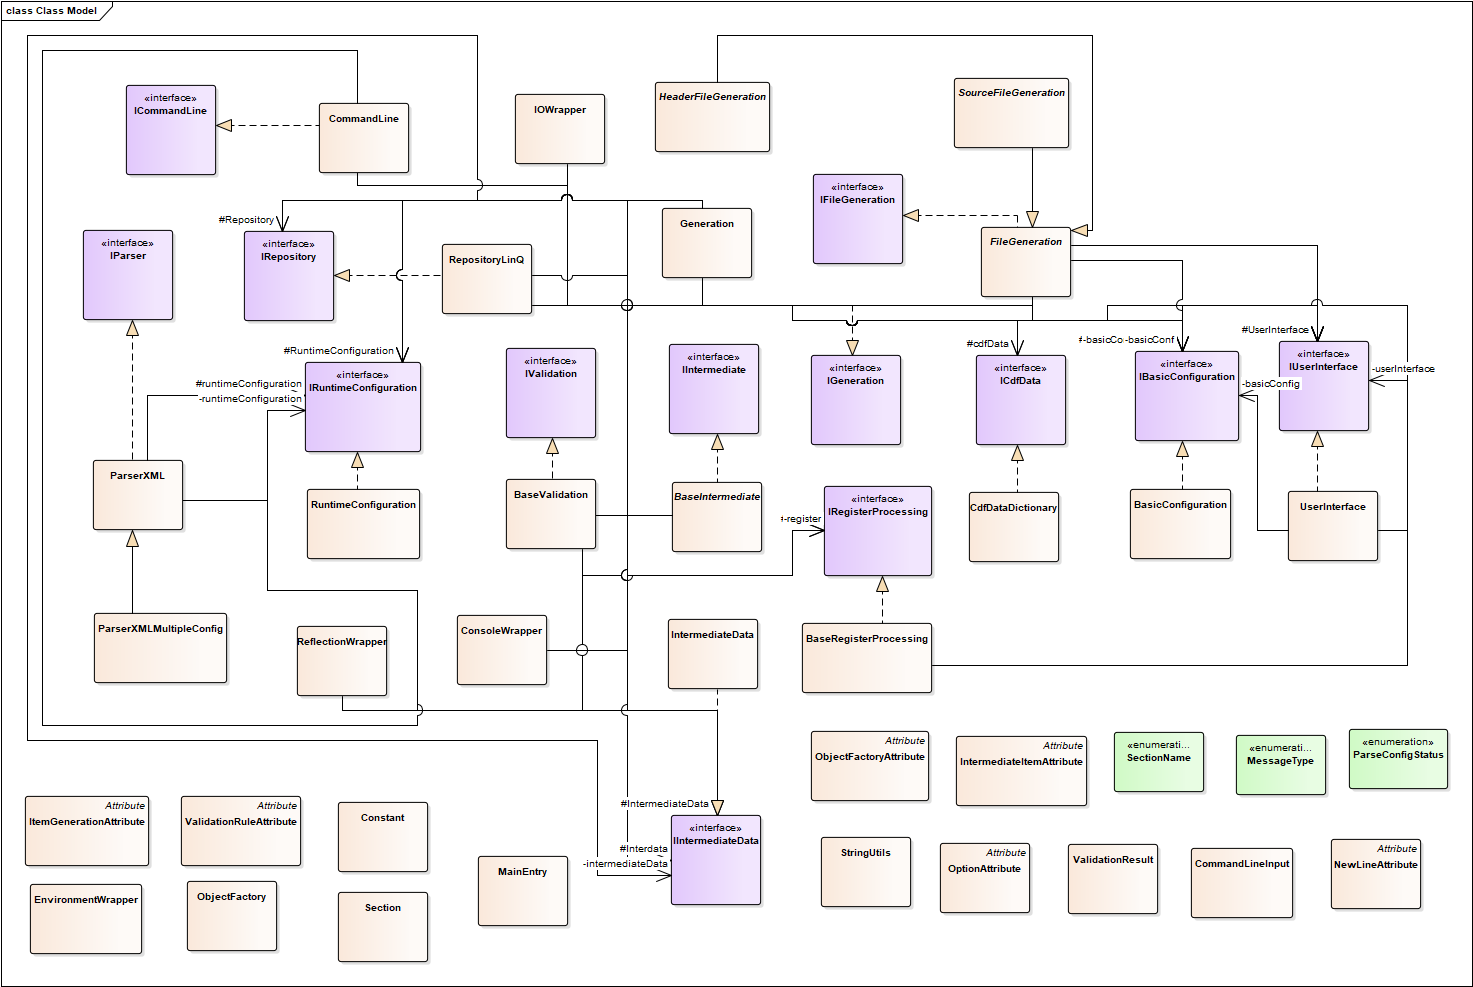 class Class Model
«interface»
ICommandLine
CommandLine
IOWrapper
HeaderFileGeneration
SourceFileGeneration
«interface»
IFileGeneration
#Repository
«interface»
IParser
«interface»
IRepository
RepositoryLinQ
Generation
FileGeneration
#RuntimeConfiguration
#runtimeConfiguration
-runtimeConfiguration
«interface»
IRuntimeConfiguration
«interface»
IValidation
«interface»
IIntermediate
«interface»
IGeneration
#cdfData
«interface»
ICdfData
-basicConf
«interface»
IBasicConfiguration
-basicConfig
#UserInterface
«interface»
IUserInterface
-userInterface
ParserXML
RuntimeConfiguration
BaseValidation
BaseIntermediate
-register
«interface»
IRegisterProcessing
CdfDataDictionary
BasicConfiguration
UserInterface
ParserXMLMultipleConfig
ReflectionWrapper
ConsoleWrapper
IntermediateData
BaseRegisterProcessing
Attribute
ObjectFactoryAttribute
Attribute
IntermediateItemAttribute
«enumerati...
SectionName
«enumerati...
MessageType
«enumeration»
ParseConfigStatus
Attribute
ItemGenerationAttribute
Attribute
ValidationRuleAttribute
Constant
MainEntry
#IntermediateData
#Interdata
-intermediateData
«interface»
IIntermediateData
StringUtils
Attribute
OptionAttribute
ValidationResult
CommandLineInput
Attribute
NewLineAttribute
EnvironmentWrapper
ObjectFactory
Section